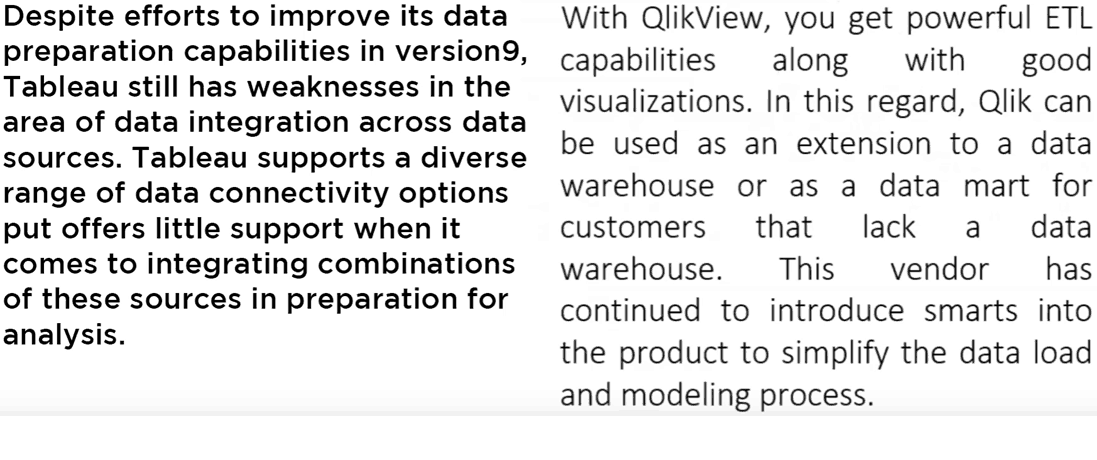 Despite efforts to improve its data
preparation capabilities in version9,
Tableau still has weaknesses in the
area of data integration across data
sources. Tableau supports a diverse
range of data connectivity options
put offers little support when it
comes to integrating combinations
of these sources in preparation for
analysis.
With QlikView, you get powerful ETL
capabilities along with good
visualizations. In this regard, Qlik can
be used as an extension to a data
warehouse or as a data mart for
customers that lack a data
warehouse. This vendor has
continued to introduce smarts into
the product to simplify the data load
and modeling process.